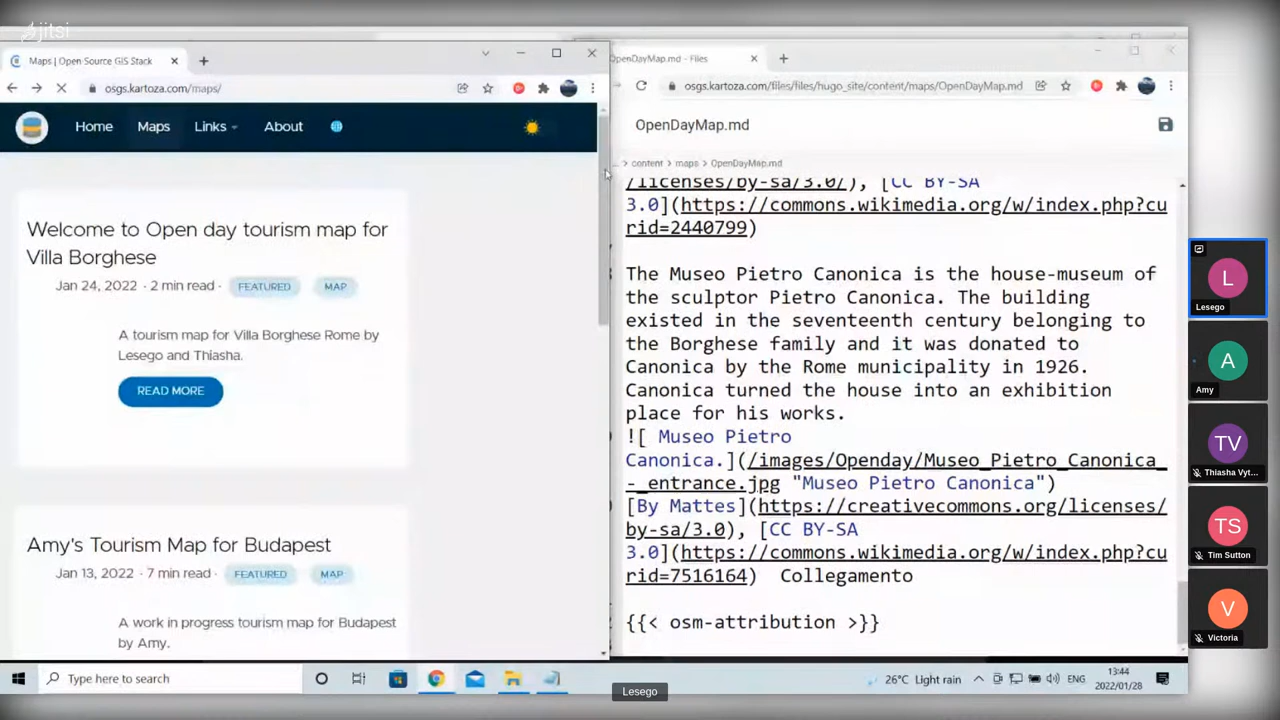 jitsi
Maps | Open Source GIS Stack
osgs.kartoza.com/maps/
Home
Maps
Links
About
Welcome to Open day tourism map for
Villa Borghese
Jan 24, 2022 · 2 min read
FEATURED
MAP
A tourism map for Villa Borghese Rome by
Lesego and Thiasha.
READ MORE
Amy's Tourism Map for Budapest
Jan 13, 2022 · 7 min read
FEATURED
MAP
A work in progress tourism map for Budapest
by Amy.
OpenDayMap.md - Files
osgs.kartoza.com/files/files/hugo_site/content/maps/OpenDayMap.md
OpenDayMap.md
... > content > maps > OpenDayMap.md
/licenses/by-sa/3.0/), [CC BY-SA
3.0](https://commons.wikimedia.org/w/index.php?cu
rid=2440799)
The Museo Pietro Canonica is the house-museum of
the sculptor Pietro Canonica. The building
existed in the seventeenth century belonging to
the Borghese family and it was donated to
Canonica by the Rome municipality in 1926.
Canonica turned the house into an exhibition
place for his works.
![ Museo Pietro
Canonica.](/images/Openday/Museo_Pietro_Canonica_
-_entrance.jpg "Museo Pietro Canonica")
[By Mattes](https://creativecommons.org/licenses/
by-sa/3.0), [CC BY-SA
3.0](https://commons.wikimedia.org/w/index.php?cu
rid=7516164)  Collegamento
{{< osm-attribution >}}
L
Lesego
A
Amy
TV
Thiasha Vyt...
TS
Tim Sutton
V
Victoria
Type here to search
26°C Light rain
ENG
13:44
2022/01/28
Lesego